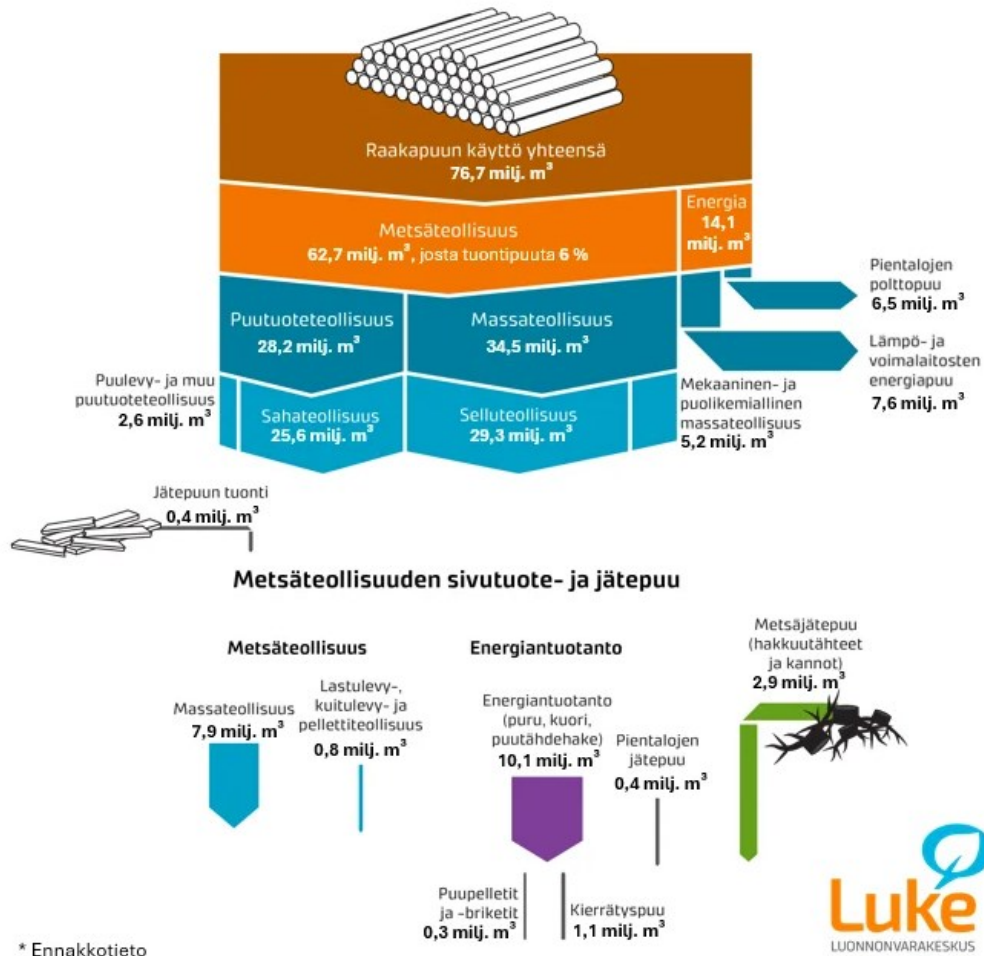 Raakapuun käyttö yhteensä
76,7 milj. m³
Metsäteollisuus
62,7 milj. m³, josta tuontipuuta 6 %
Energia
14,1
milj. m³
Pientalojen
polttopuu
6,5 milj. m³
Puutuoteteollisuus
28,2 milj. m³
Massateollisuus
34,5 milj. m³
Lämpö- ja
voimalaitosten
energiapuu
7,6 milj. m³
Puulevy- ja muu
puutuoteteollisuus
2,6 milj. m³
Sahateollisuus
25,6 milj. m³
Selluteollisuus
29,3 milj. m³
Mekaaninen- ja
puolikemiallinen
massateollisuus
5,2 milj. m³
Jätepuun tuonti
0,4 milj. m³
Metsäteollisuuden sivutuote- ja jätepuu
Metsäteollisuus
Energiantuotanto
Metsäjätepuu
(hakkuutähteet
ja kannot)
2,9 milj. m³
Massateollisuus
7,9 milj. m³
Lastulevy-,
kuitulevy- ja
pellettiteollisuus
0,8 milj. m³
Energiantuotanto
(puru, kuori,
puutähdehake)
10,1 milj. m³
Pientalojen
jätepuu
0,4 milj. m³
Puupelletit
ja -briketit
0,3 milj. m³
Kierrätyspuu
1,1 milj. m³
Luke
LUONNONVARAKESKUS
* Ennakkotieto